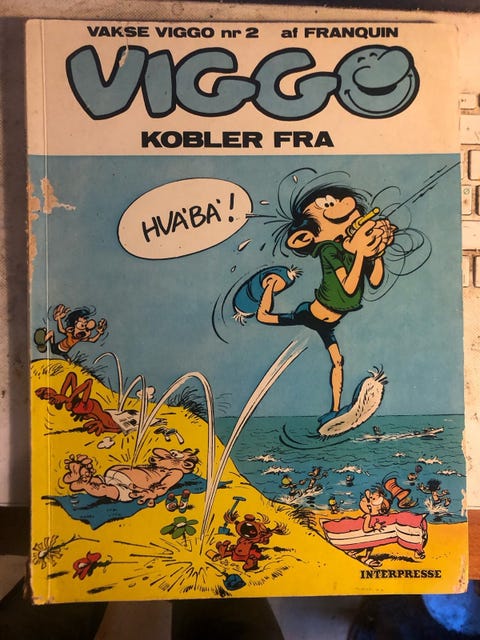 VAKSE VIGGO nr 2 af FRANQUIN
VIGGO
KOBLER FRA
HVA'BA'!
INTERPRESSE